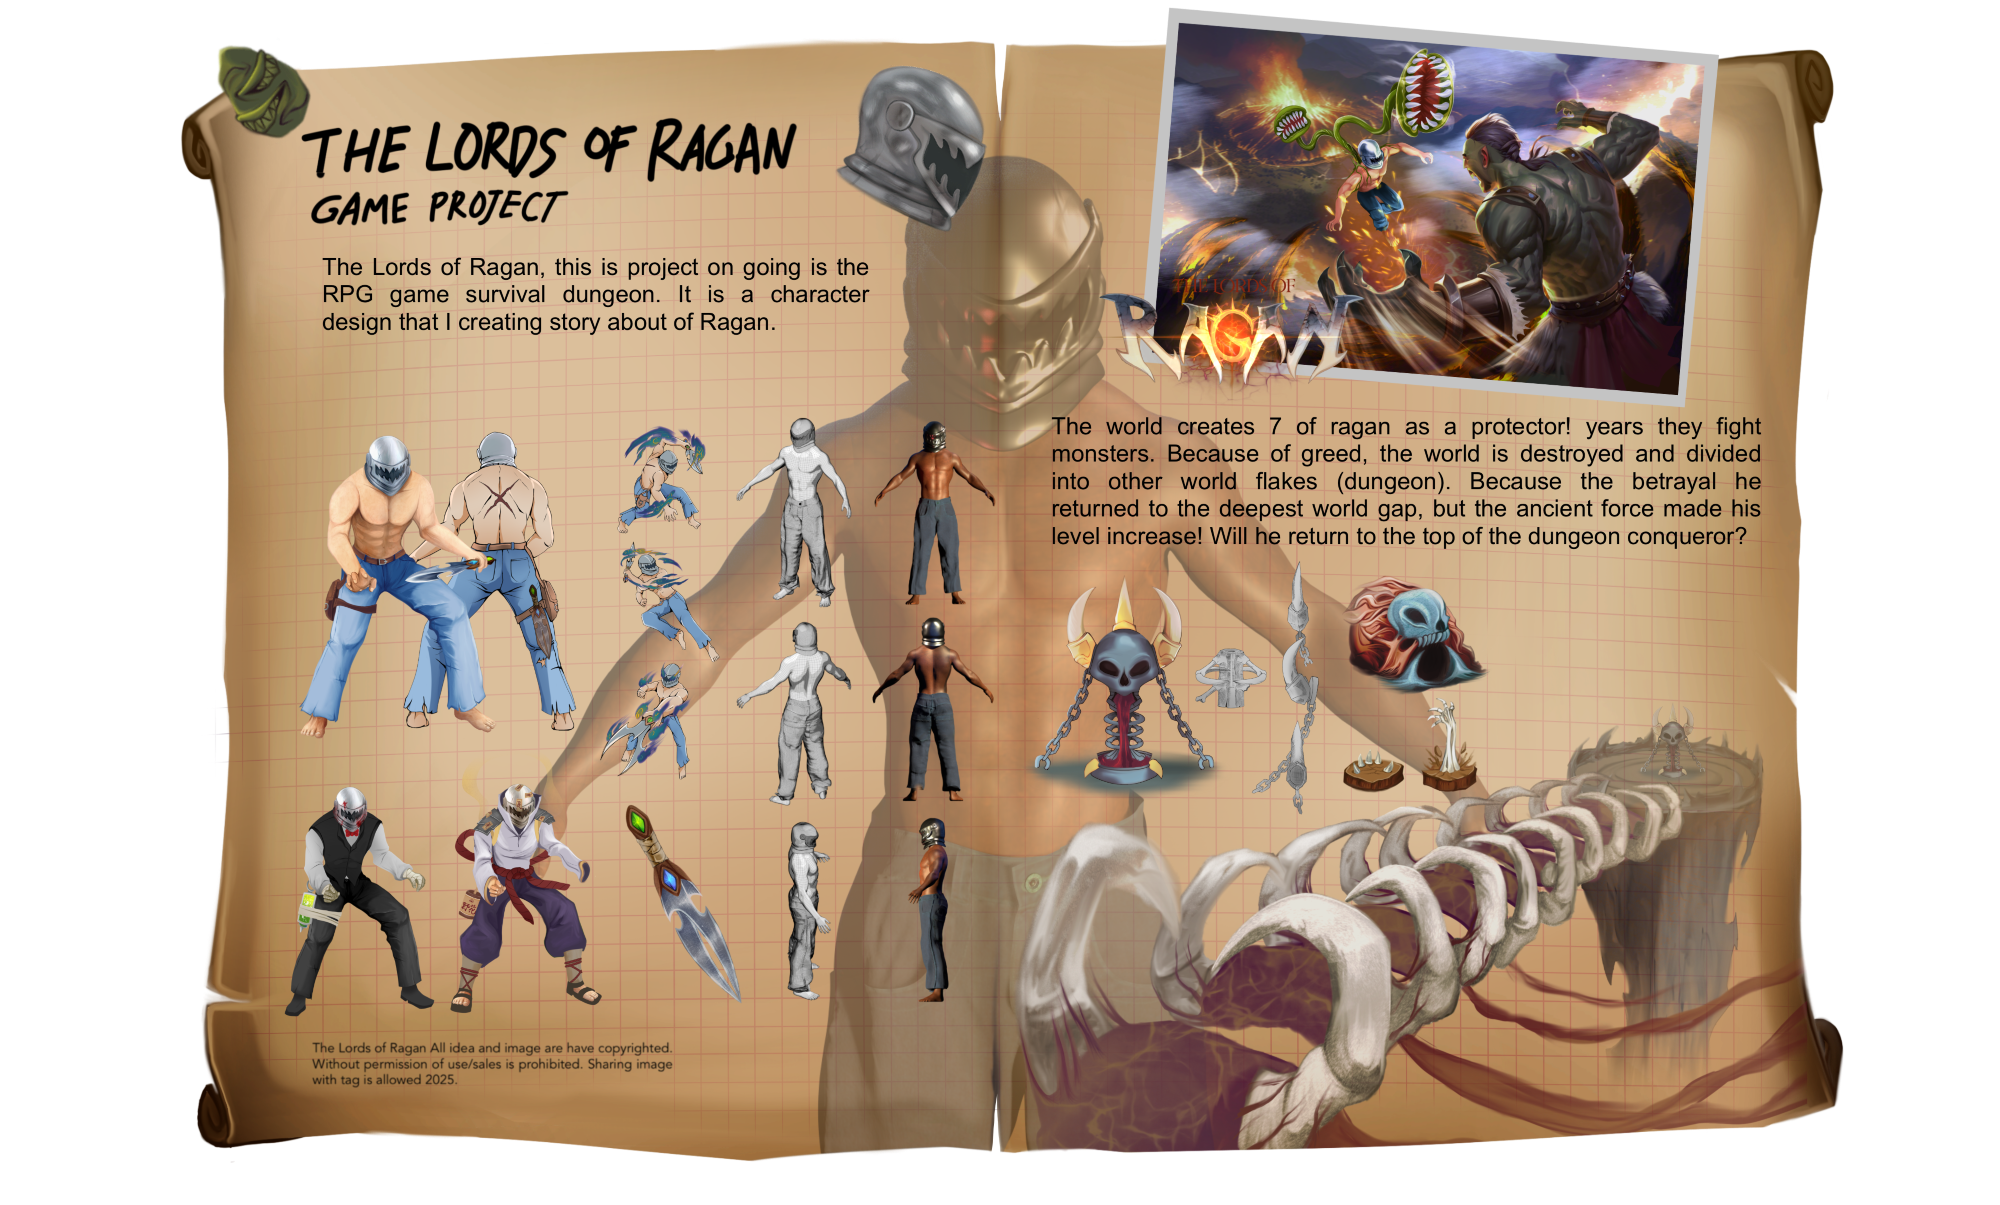 THE LORDS OF RAGAN
GAME PROJECT
The Lords of Ragan, this is project on going is the
RPG game survival dungeon. It is a character
design that I creating story about of Ragan.
THE LORDS OF
RAGAN
The world creates 7 of ragan as a protector! years they fight
monsters. Because of greed, the world is destroyed and divided
into other world flakes (dungeon). Because the betrayal he
returned to the deepest world gap, but the ancient force made his
level increase! Will he return to the top of the dungeon conqueror?
The Lords of Ragan All idea and image are have copyrighted.
Without permission of use/sales is prohibited. Sharing image
with tag is allowed 2025.